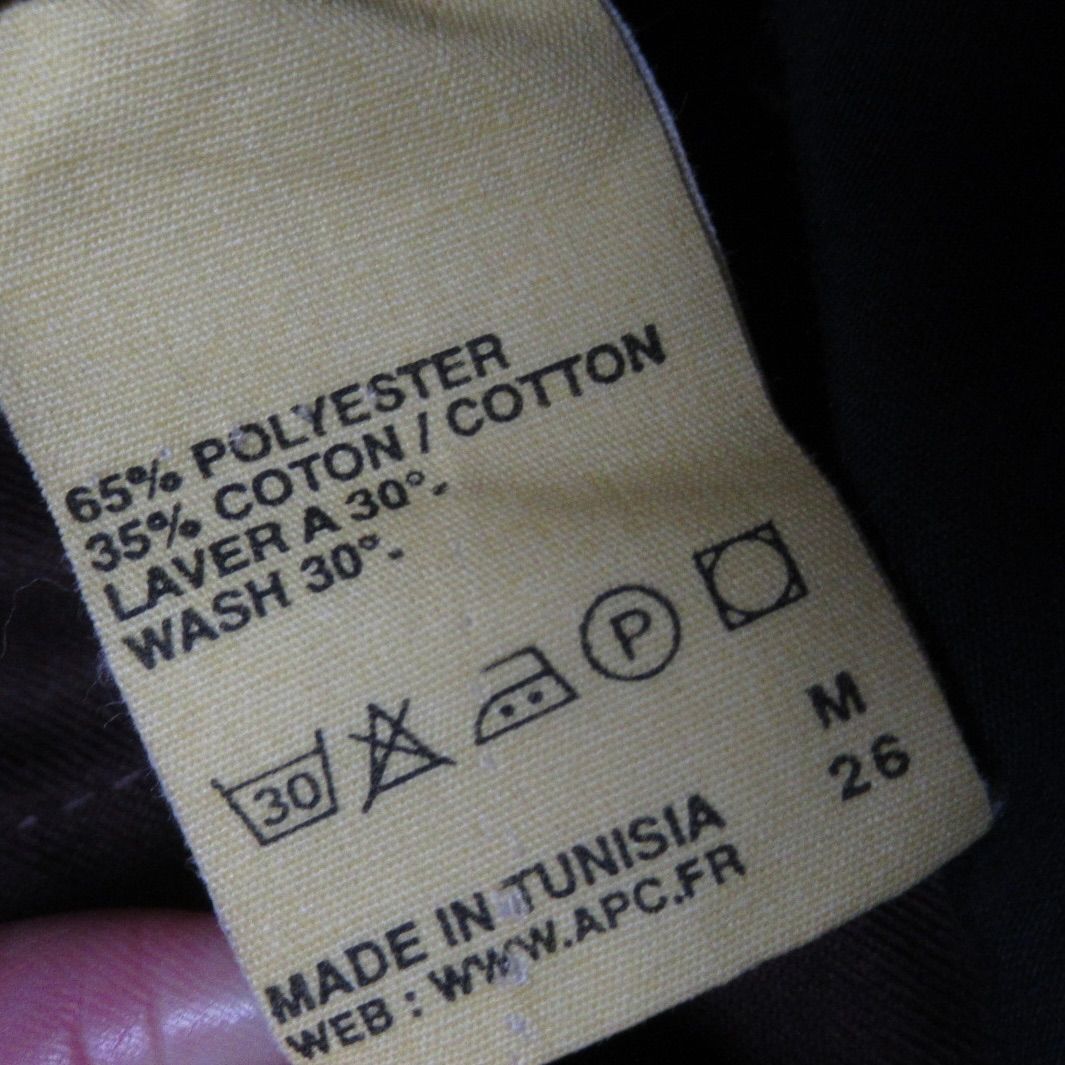 65% POLYESTER
35% COTON / COTTON
LAVER A 30°-
WASH 30°-
30 P
M
26
MADE IN TUNISIA
WEB : WWW.APC.FR